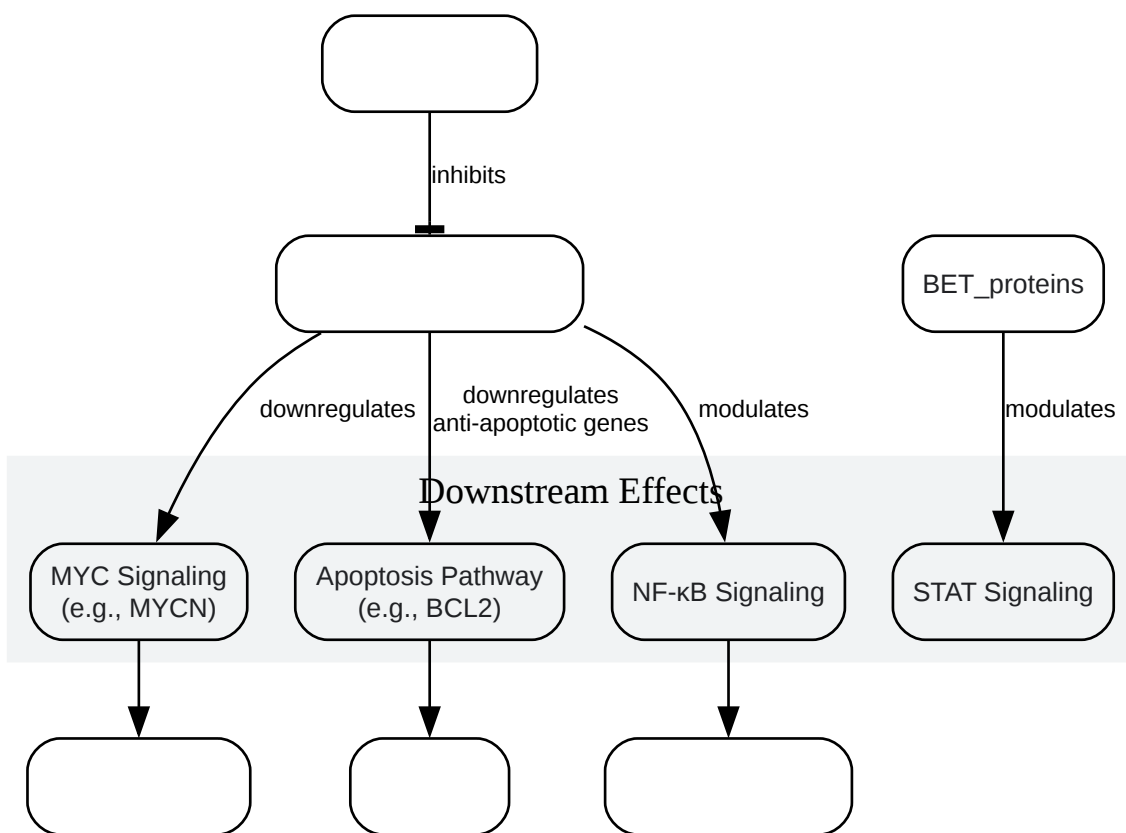 inhibits
BET_proteins
downregulates
downregulates
anti-apoptotic genes
modulates
modulates
Downstream Effects
MYC Signaling
(e.g., MYCN)
Apoptosis Pathway
(e.g., BCL2)
NF-κB Signaling
STAT Signaling